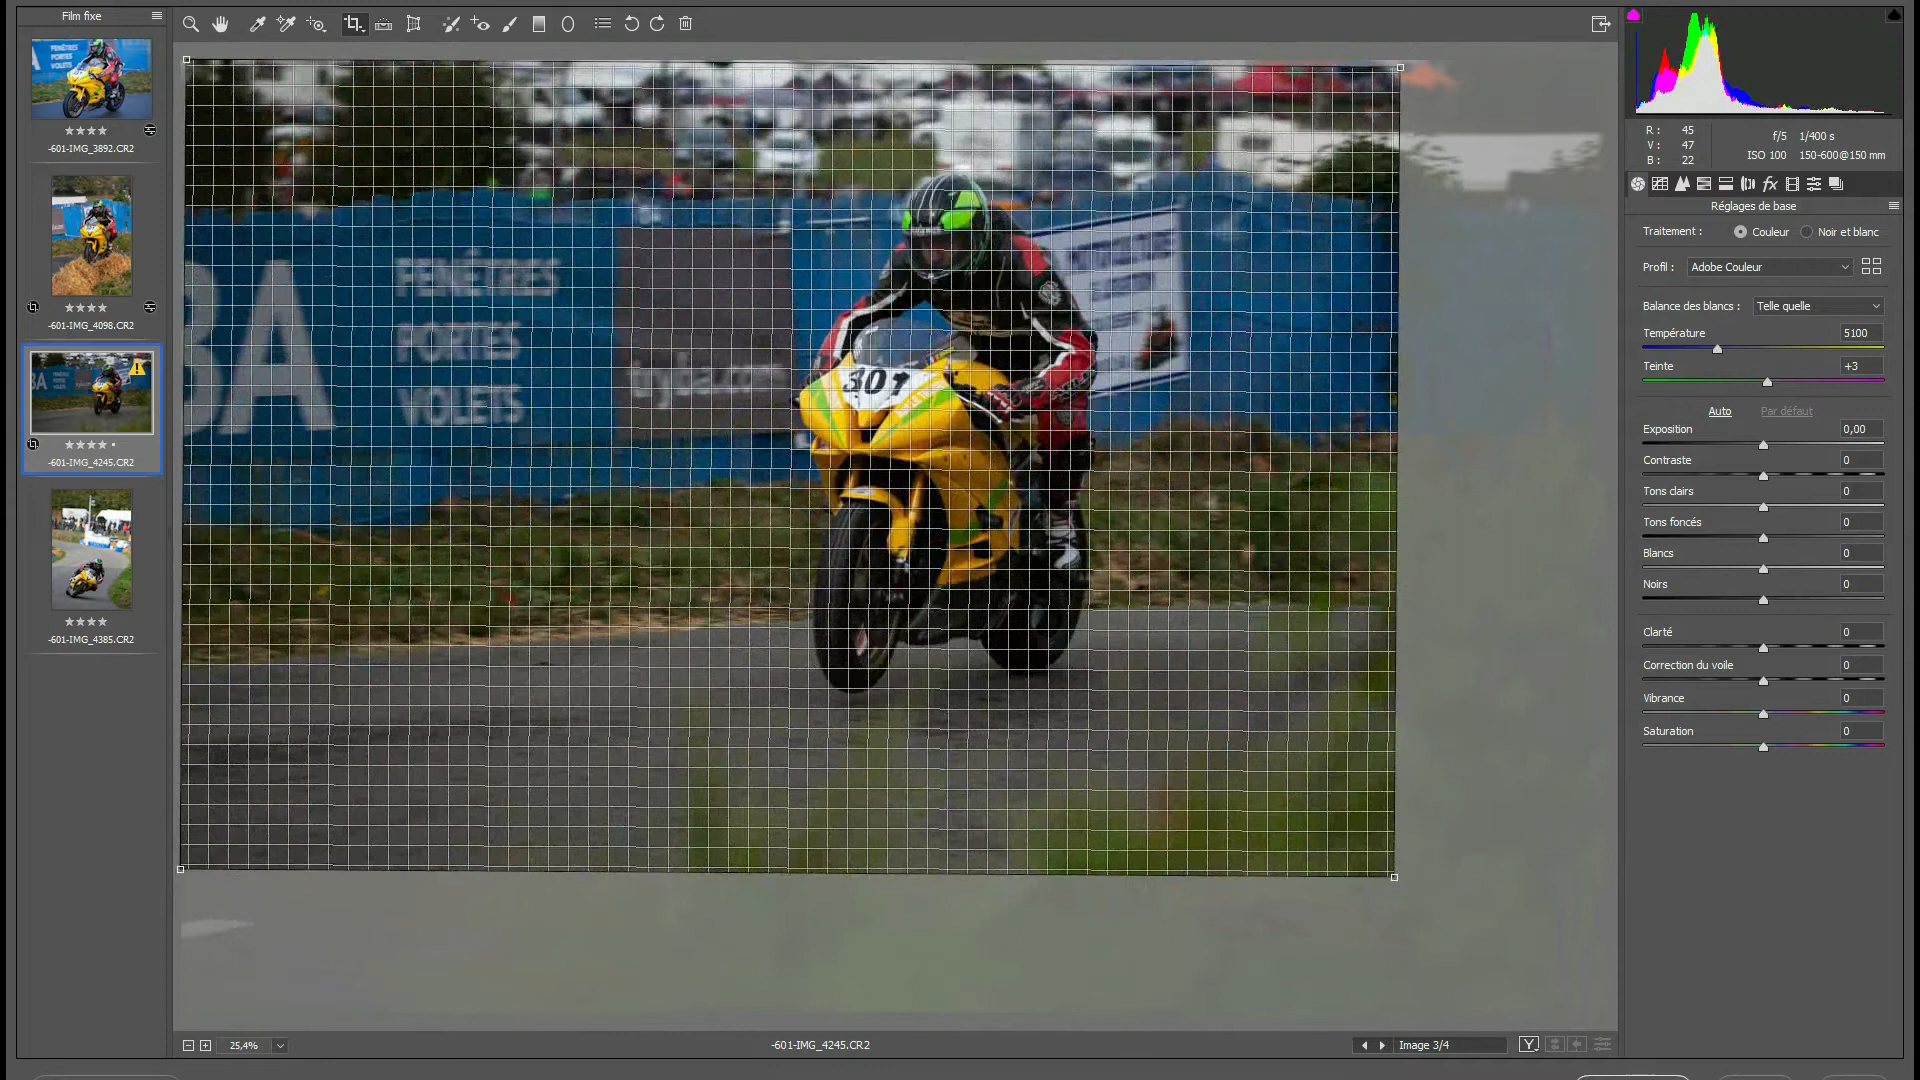 Film fixe
-601-IMG_3892.CR2
-601-IMG_4098.CR2
-601-IMG_4245.CR2
-601-IMG_4385.CR2
BA
FENÊTRES
PORTES
VOLETS
301
25,4%
-601-IMG_4245.CR2
Image 3/4
Y
R : 45
V : 47
B : 22
f/5 1/400 s
ISO 100 150-600@150 mm
fx
Réglages de base
Traitement : Couleur Noir et blanc
Profil : Adobe Couleur
Balance des blancs : Telle quelle
Température 5100
Teinte +3
Auto Par défaut
Exposition 0,00
Contraste 0
Tons clairs 0
Tons foncés 0
Blancs 0
Noirs 0
Clarté 0
Correction du voile 0
Vibrance 0
Saturation 0